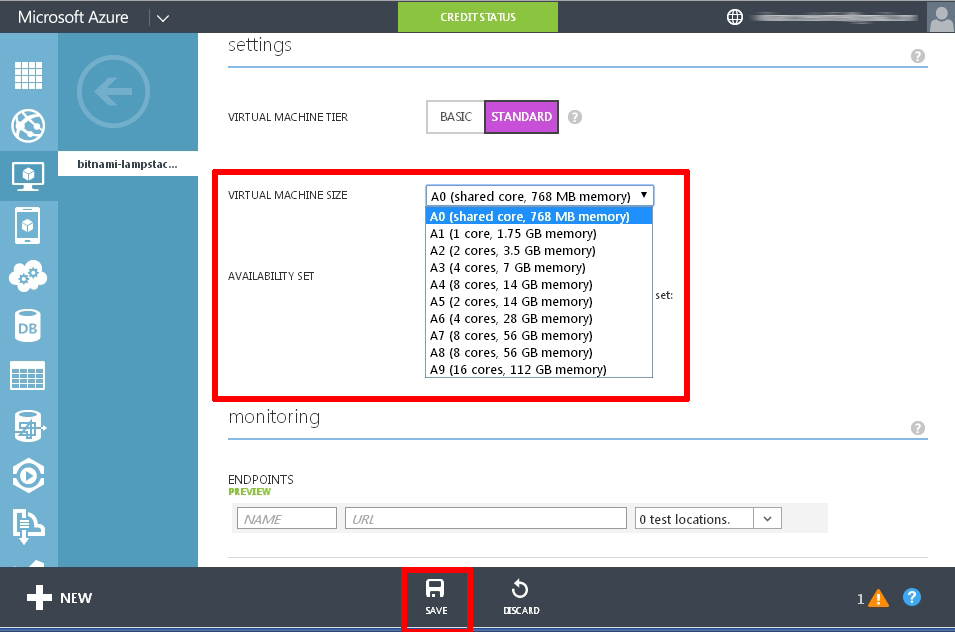 Microsoft Azure
CREDIT STATUS
settings
?
VIRTUAL MACHINE TIER
BASIC
STANDARD
?
bitnami-lampstac...
VIRTUAL MACHINE SIZE
A0 (shared core, 768 MB memory)
A0 (shared core, 768 MB memory)
A1 (1 core, 1.75 GB memory)
A2 (2 cores, 3.5 GB memory)
A3 (4 cores, 7 GB memory)
A4 (8 cores, 14 GB memory)
A5 (2 cores, 14 GB memory)
A6 (4 cores, 28 GB memory)
A7 (8 cores, 56 GB memory)
A8 (8 cores, 56 GB memory)
A9 (16 cores, 112 GB memory)
AVAILABILITY SET
set:
DB
monitoring
?
ENDPOINTS
PREVIEW
NAME
URL
0 test locations.
NEW
SAVE
DISCARD
1
?